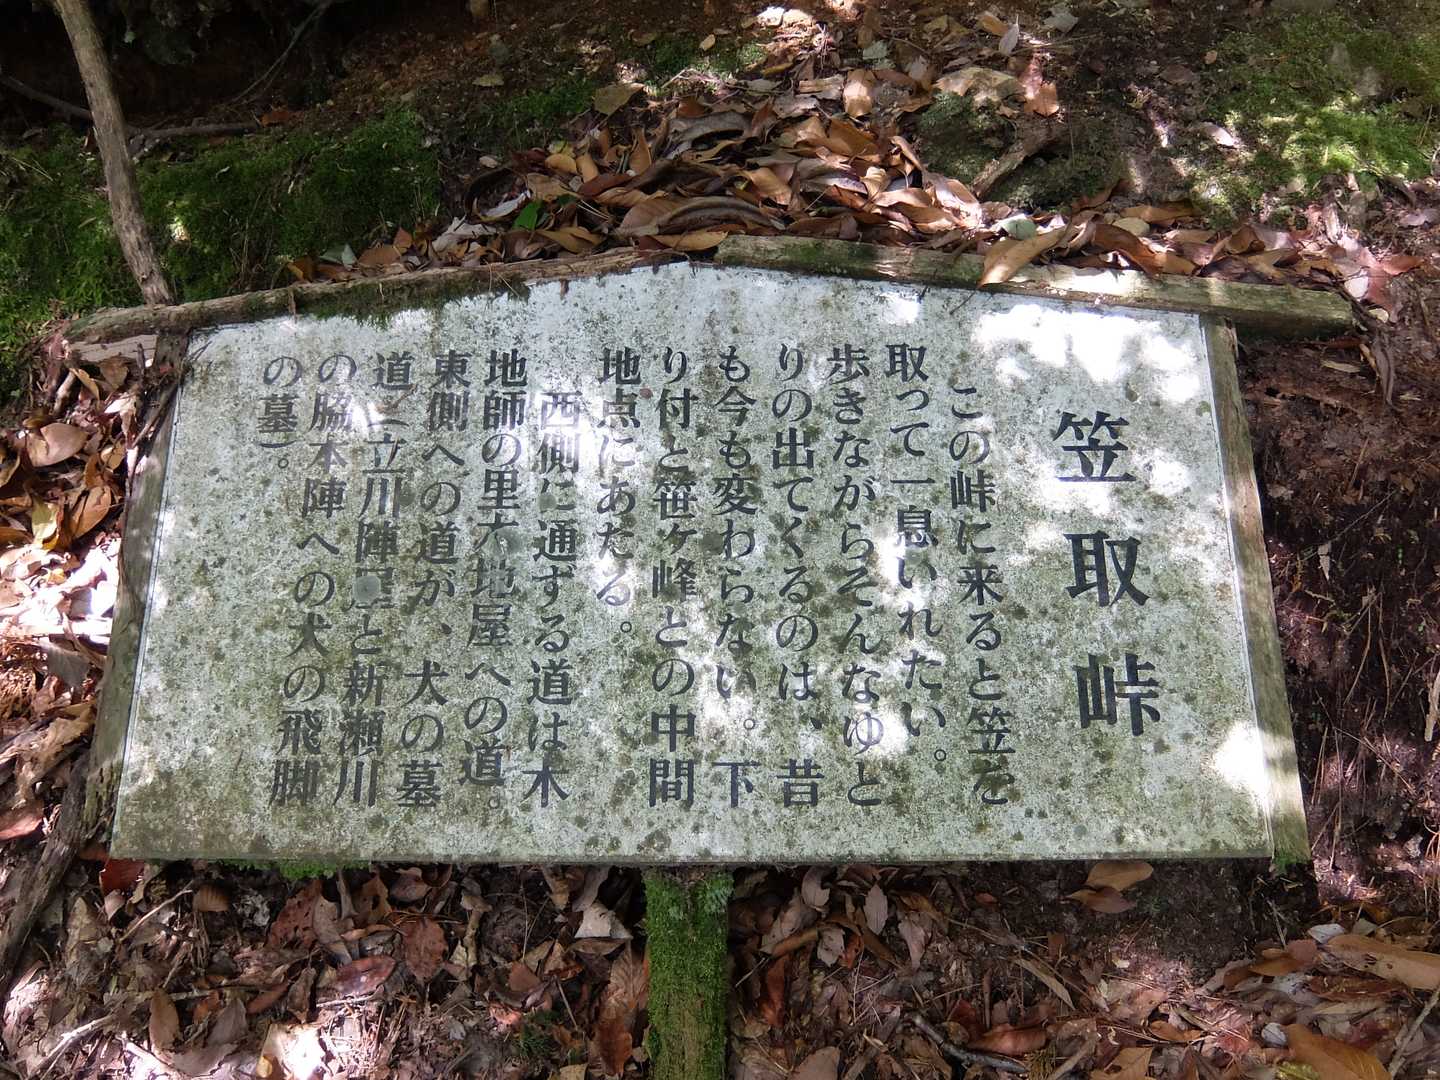 笠取峠
この峠に来ると笠を
取って一息いれたい。
歩きながらそんなゆと
りの出てくるのは、昔
も今も変わらない。下
り付と笹ヶ峰との中間
地点にあたる。
西側に通ずる道は木
地師の里六地屋への道。
東側への道が、犬の墓
道(立川陣屋と新瀬川
の脇本陣への犬の飛脚
の墓)。